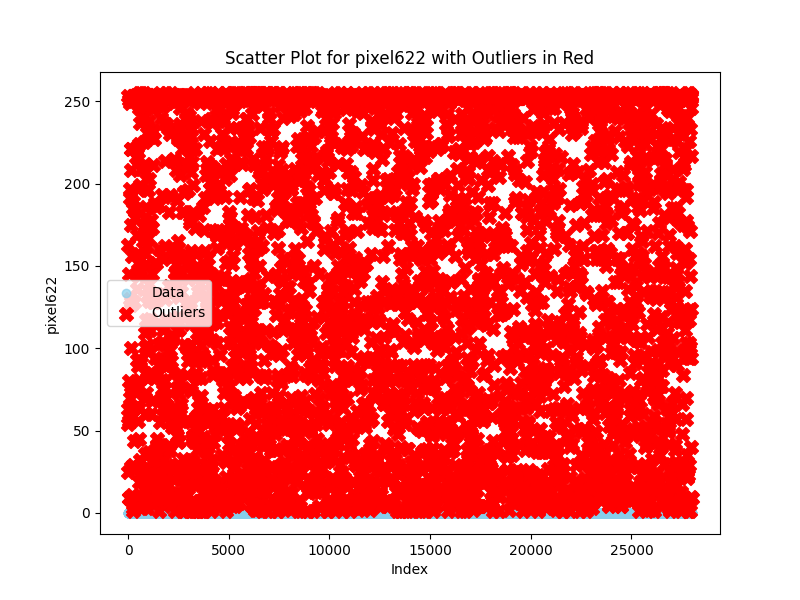 Scatter Plot for pixel622 with Outliers in Red
250
200
150
100
50
0
pixel622
Data
Outliers
0
5000
10000
15000
20000
25000
Index